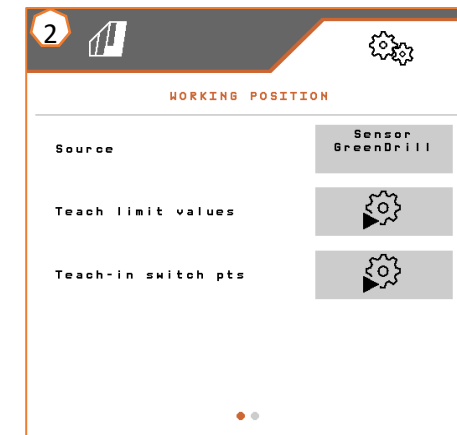 2
WORKING POSITION
Source
Sensor
GreenDrill
Teach limit values
Teach-in switch pts